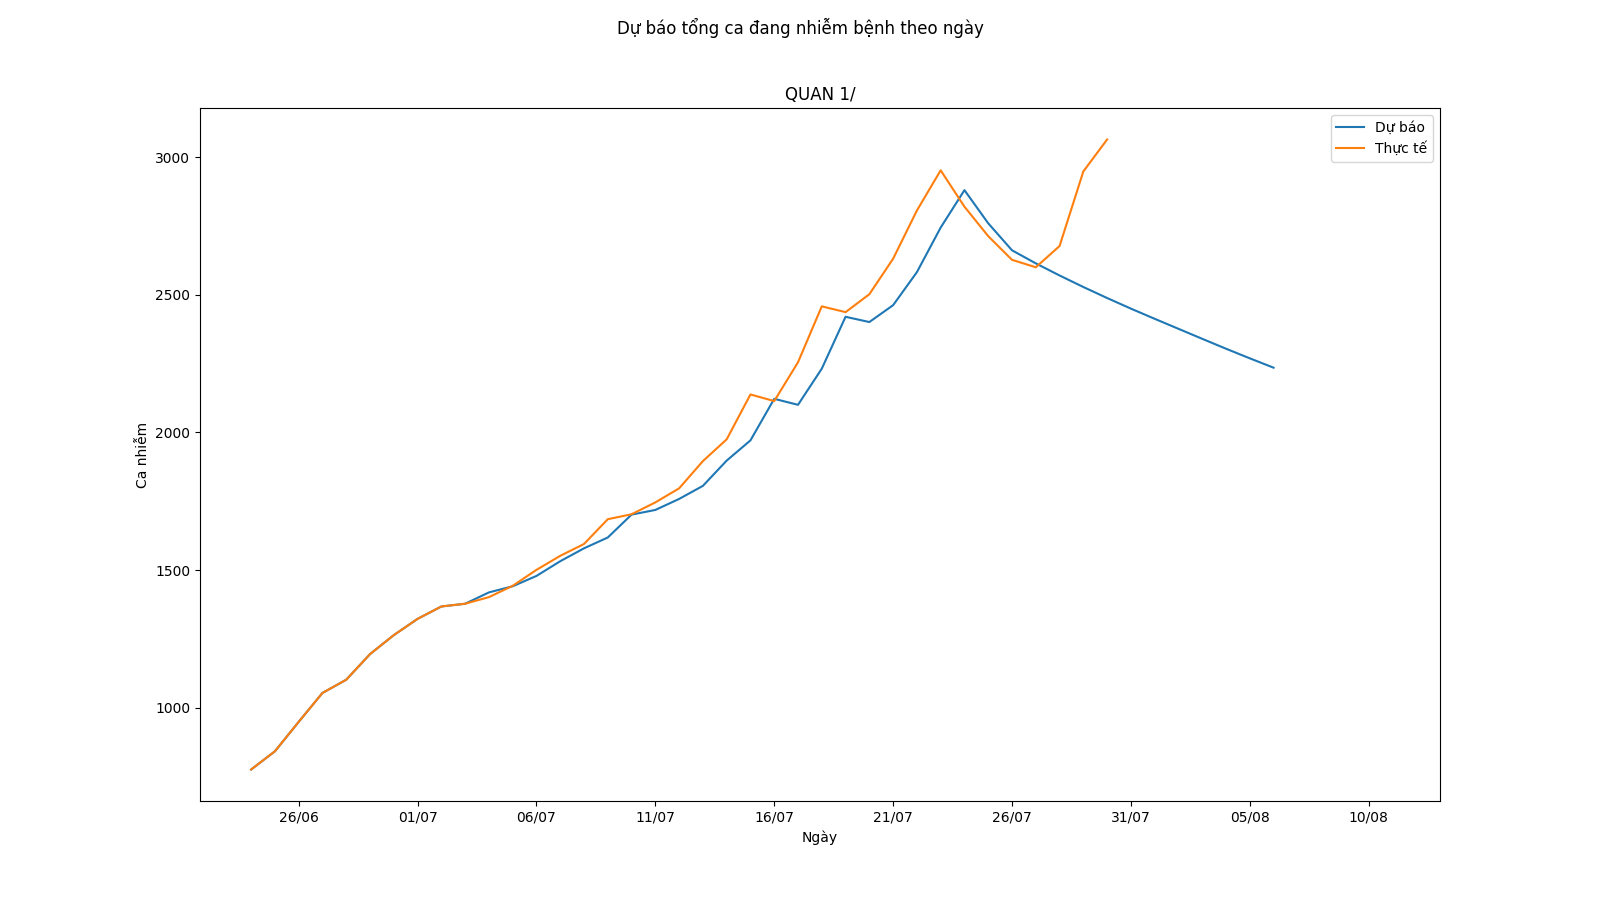 Dự báo tổng ca đang nhiễm bệnh theo ngày
QUAN 1/
Dự báo
Thực tế
3000
2500
2000
1500
1000
Ca nhiễm
26/06
01/07
06/07
11/07
16/07
21/07
26/07
31/07
05/08
10/08
Ngày